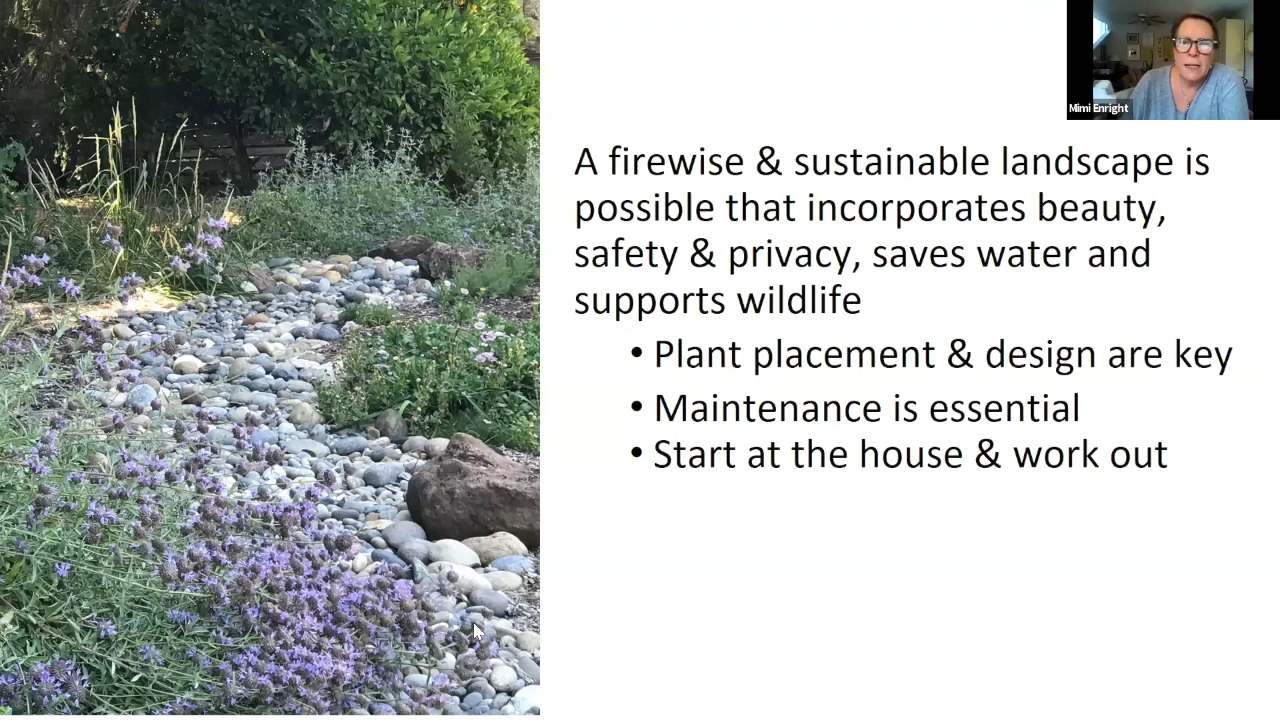 Mimi Enright
A firewise & sustainable landscape is
possible that incorporates beauty,
safety & privacy, saves water and
supports wildlife
• Plant placement & design are key
• Maintenance is essential
• Start at the house & work out